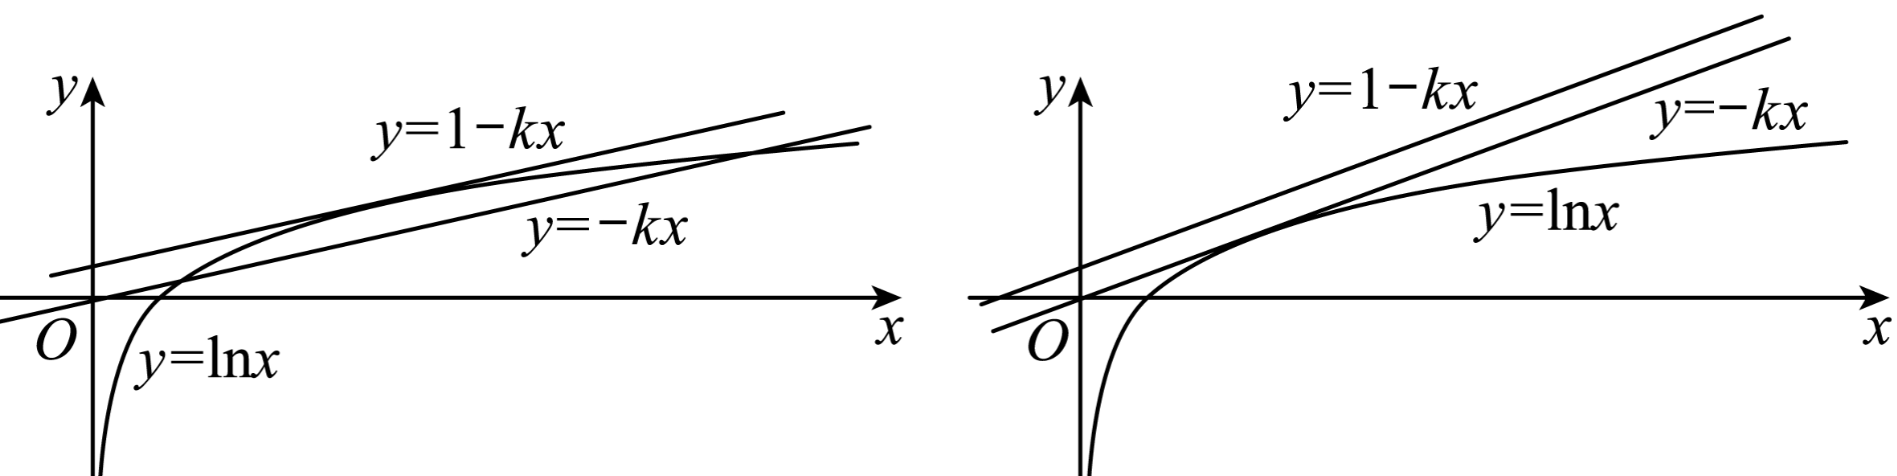 y
y=1−kx
y=−kx
O
x
y=lnx
y
y=1−kx
y=−kx
y=lnx
O
x